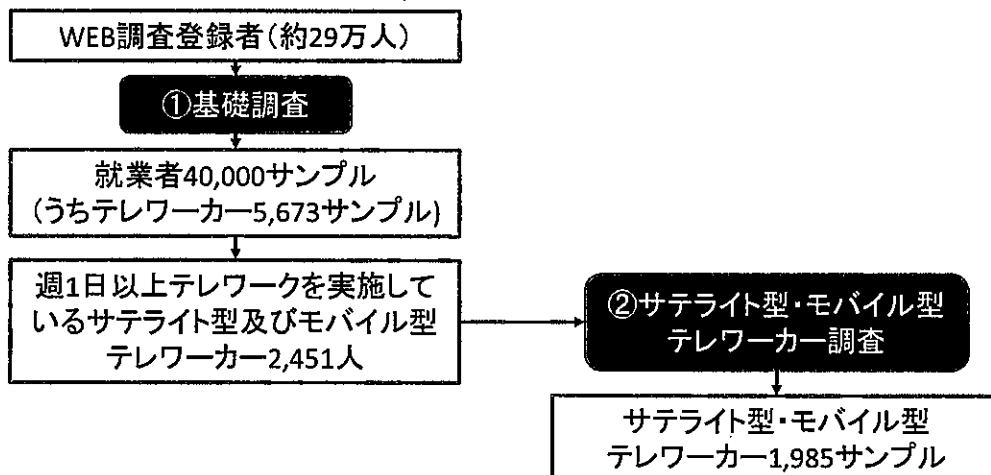 WEB調査登録者(約29万人)
①基礎調査
就業者40,000サンプル
(うちテレワーカー5,673サンプル)
週1日以上テレワークを実施して
いるサテライト型及びモバイル型
テレワーカー2,451人
②サテライト型・モバイル型
テレワーカー調査
サテライト型・モバイル型
テレワーカー1,985サンプル